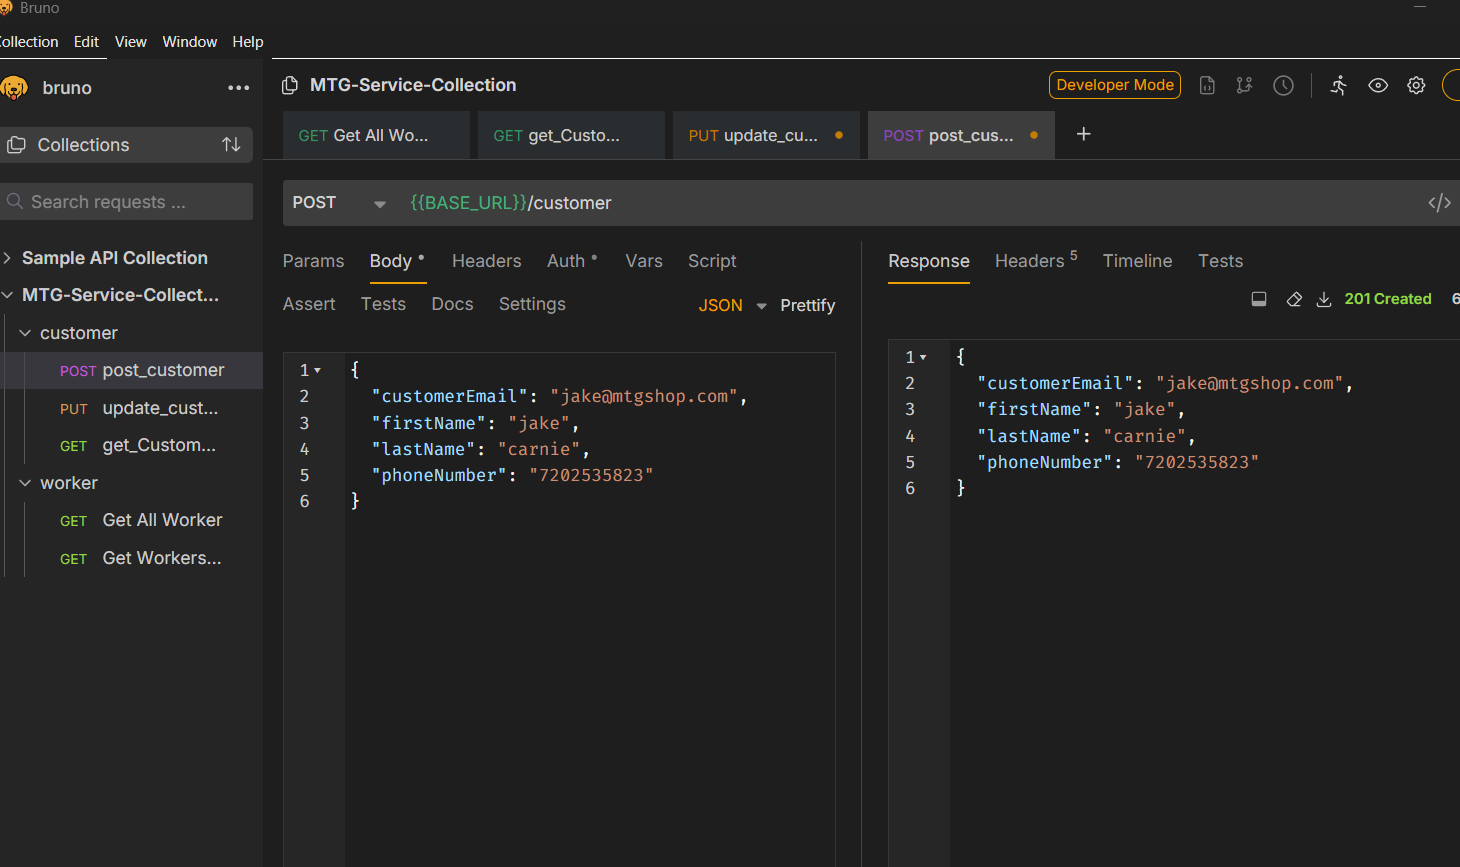 Bruno
Collection Edit View Window Help
bruno
Collections
Search requests ...
Sample API Collection
MTG-Service-Collect...
customer
POST post_customer
PUT update_cust...
GET get_Custom...
worker
GET Get All Worker
GET Get Workers...
MTG-Service-Collection
Developer Mode
GET Get All Wo...
GET get_Custo...
PUT update_cu...
POST post_cus...
+
POST {{BASE_URL}}/customer </>
Params Body Headers Auth Vars Script
Assert Tests Docs Settings JSON Prettify
1 {
2 "customerEmail": "jake@mtgshop.com",
3 "firstName": "jake",
4 "lastName": "carnie",
5 "phoneNumber": "7202535823"
6 }
Response Headers 5 Timeline Tests
201 Created 6
1 {
2 "customerEmail": "jake@mtgshop.com",
3 "firstName": "jake",
4 "lastName": "carnie",
5 "phoneNumber": "7202535823"
6 }